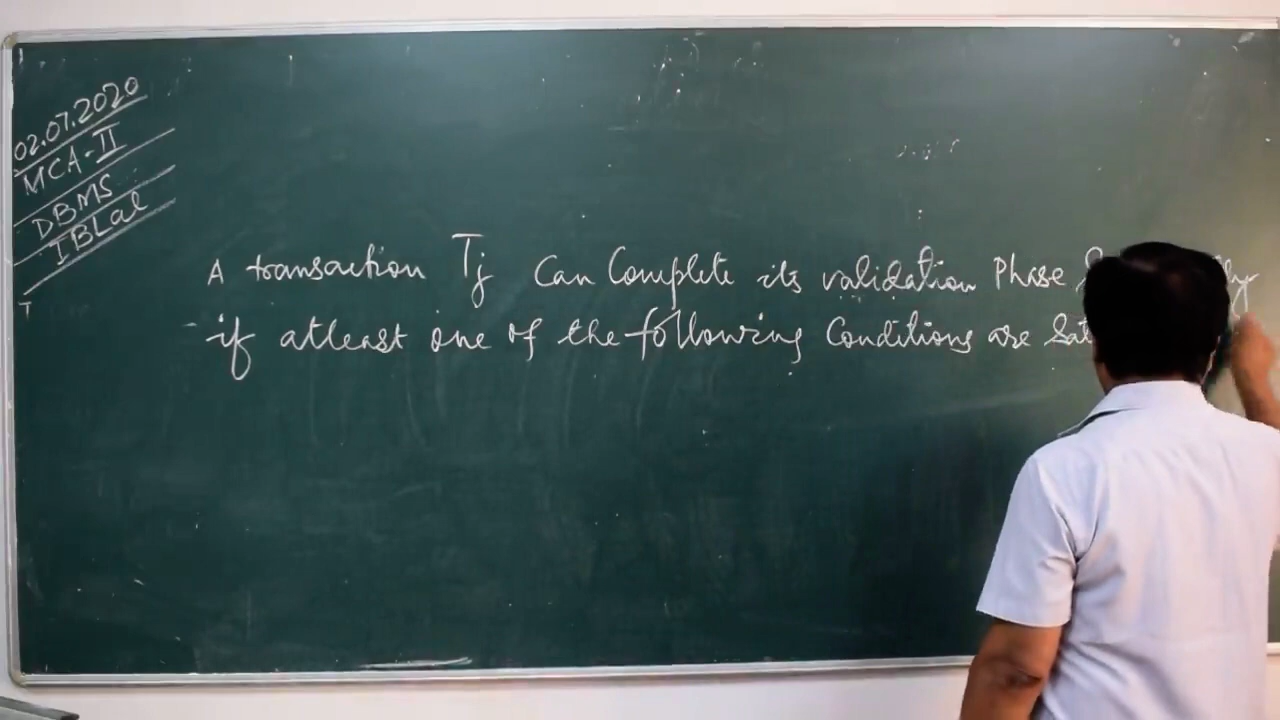 02.07.2020
MCA-II
DBMS
IBLal
T
A transaction Tj Can Complete its validation Phase
if atleast one of the following Conditions are